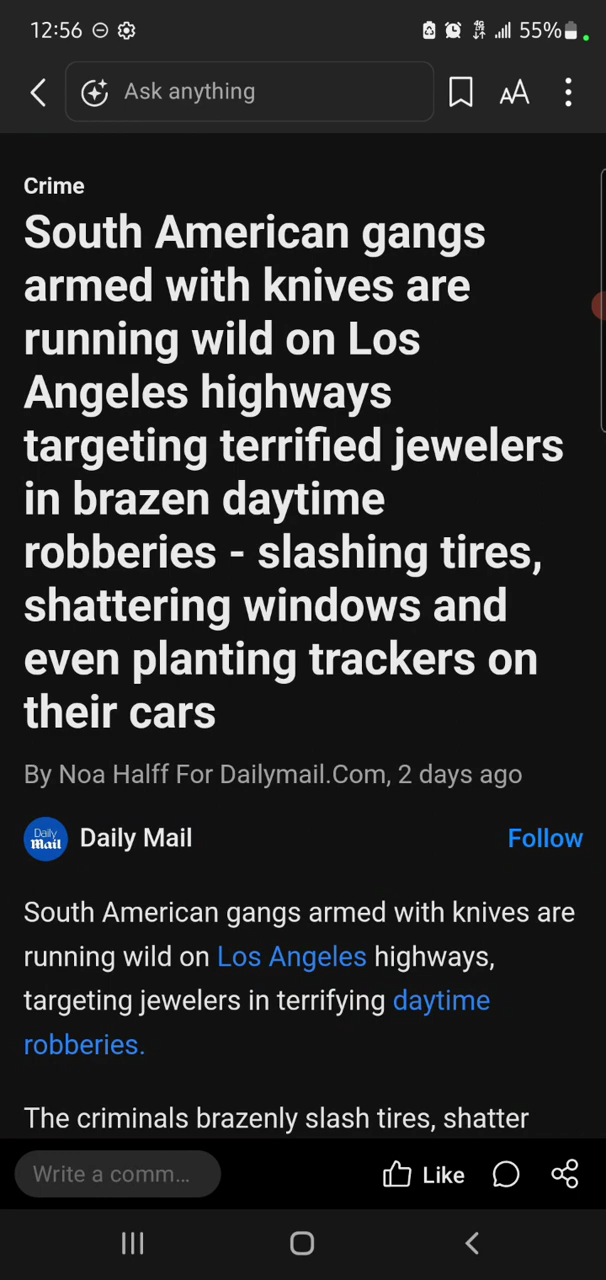 12:56
4G
55%
Ask anything
AA
Crime
South American gangs
armed with knives are
running wild on Los
Angeles highways
targeting terrified jewelers
in brazen daytime
robberies - slashing tires,
shattering windows and
even planting trackers on
their cars
By Noa Halff For Dailymail.Com, 2 days ago
Daily
Mail
Daily Mail
Follow
South American gangs armed with knives are
running wild on Los Angeles highways,
targeting jewelers in terrifying daytime
robberies.
The criminals brazenly slash tires, shatter
Write a comm...
Like